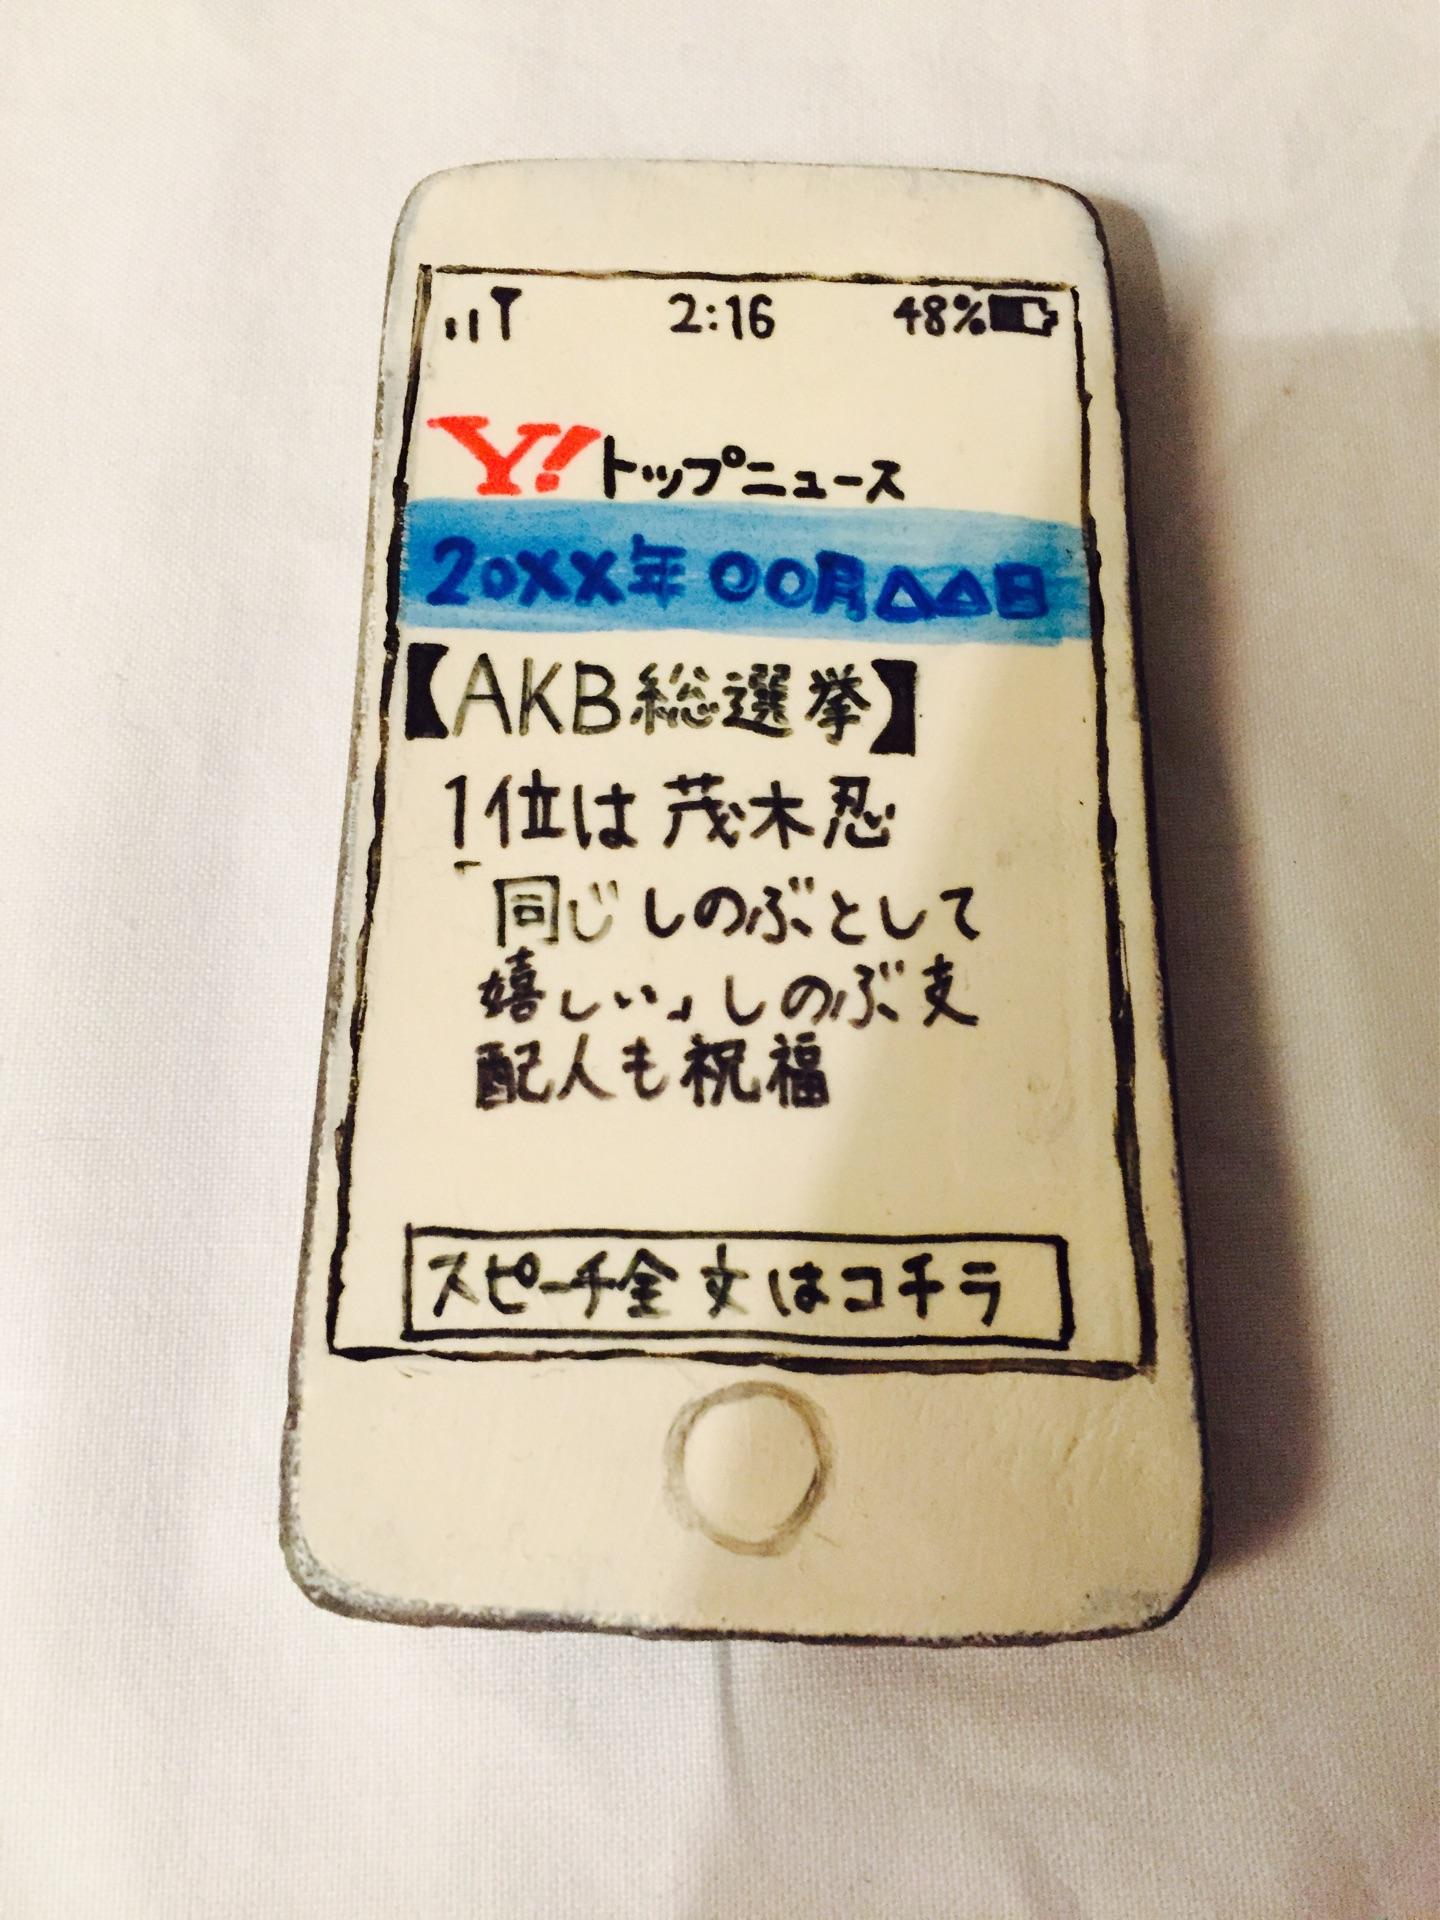 2:16 48%
Y!トップニュース
20XX年 〇〇月△△日
【AKB総選挙】
1位は茂木忍
「同じしのぶとして
嬉しい」しのぶ支
配人も祝福
スピーチ全文はコチラ